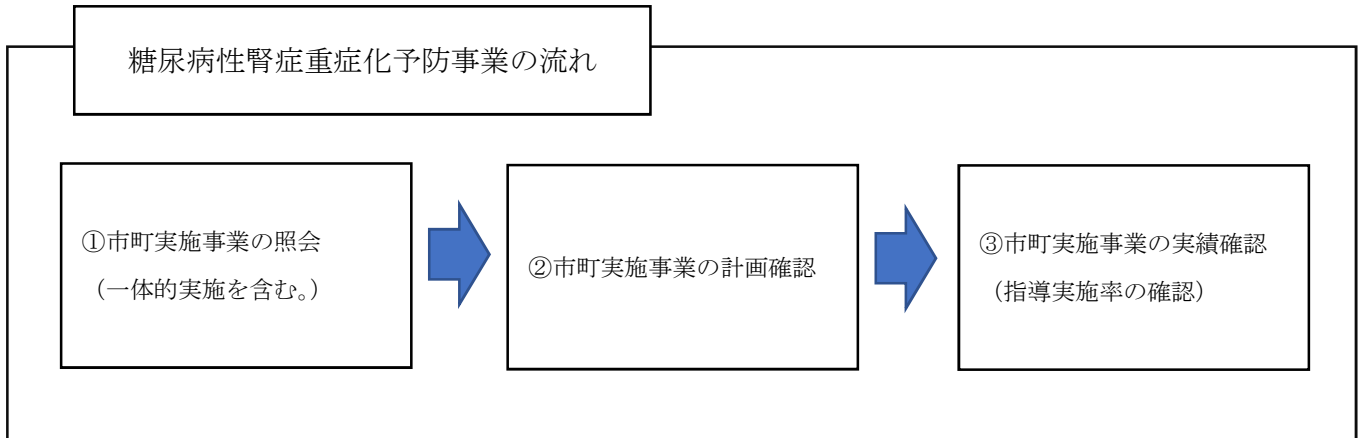 糖尿病性腎症重症化予防事業の流れ
①市町実施事業の照会
（一体的実施を含む。）
②市町実施事業の計画確認
③市町実施事業の実績確認
（指導実施率の確認）